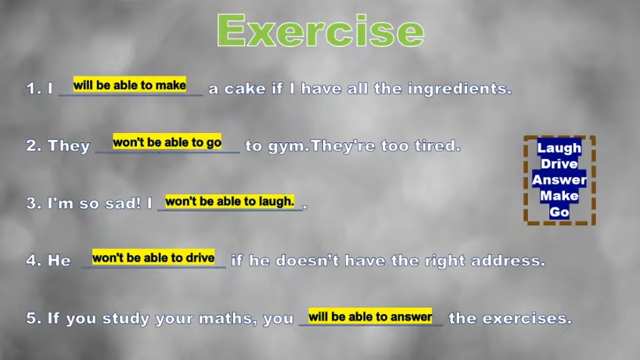 Exercise
1. I will be able to make a cake if I have all the ingredients.
2. They won't be able to go to gym.They're too tired.
Laugh
Drive
Answer
Make
Go
3. I'm so sad! I won't be able to laugh. .
4. He won't be able to drive if he doesn't have the right address.
5. If you study your maths, you will be able to answer the exercises.